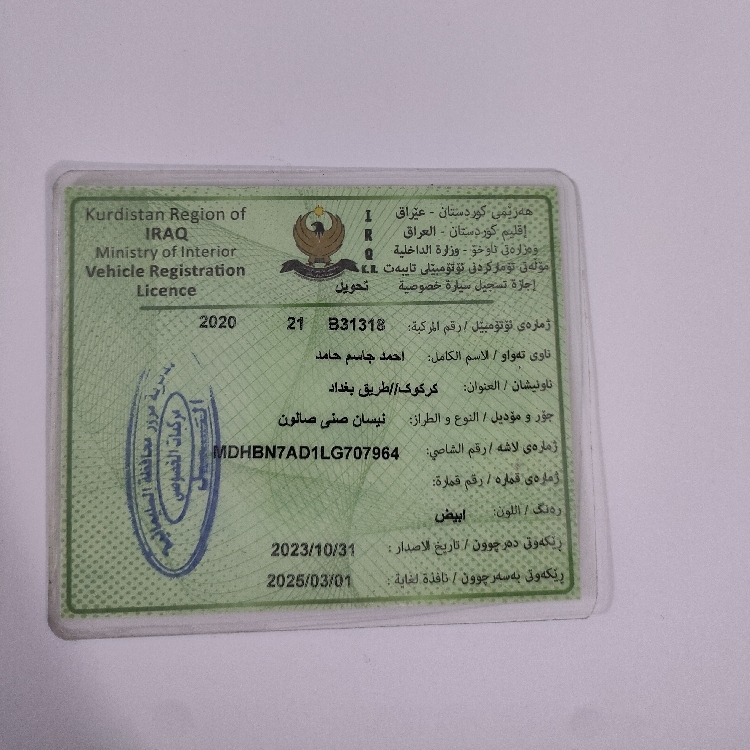 Kurdistan Region of
IRAQ
Ministry of Interior
Vehicle Registration
Licence
IRQ
K.R.
هەرێمی کوردستان - عێراق
إقليم كوردستان - العراق
وەزارەتی ناوخۆ - وزارة الداخلية
مۆڵەتی تۆمارکردنی ئۆتۆمبێلی تایبەت
إجازة تسجيل سيارة خصوصية
تحويل
ژمارەی ئۆتۆمبێل / رقم المركبة: B31318 21 2020
ناوی تەواو / الاسم الكامل: احمد جاسم حامد
ناونیشان / العنوان: كركوك//طريق بغداد
جۆر و مۆدیل / النوع و الطراز: نيسان صني صالون
ژمارەی لاشە / رقم الشاصي: MDHBN7AD1LG707964
ژمارەی قەمارە / رقم قمارة:
رەنگ / اللون: ابيض
ڕێکەوتی دەرچوون / تاريخ الاصدار: 2023/10/31
ڕێکەوتی بەسەرچوون / نافذة لغاية: 2025/03/01
مديرية مرور محافظة السليمانية
مركبات الخصوصي